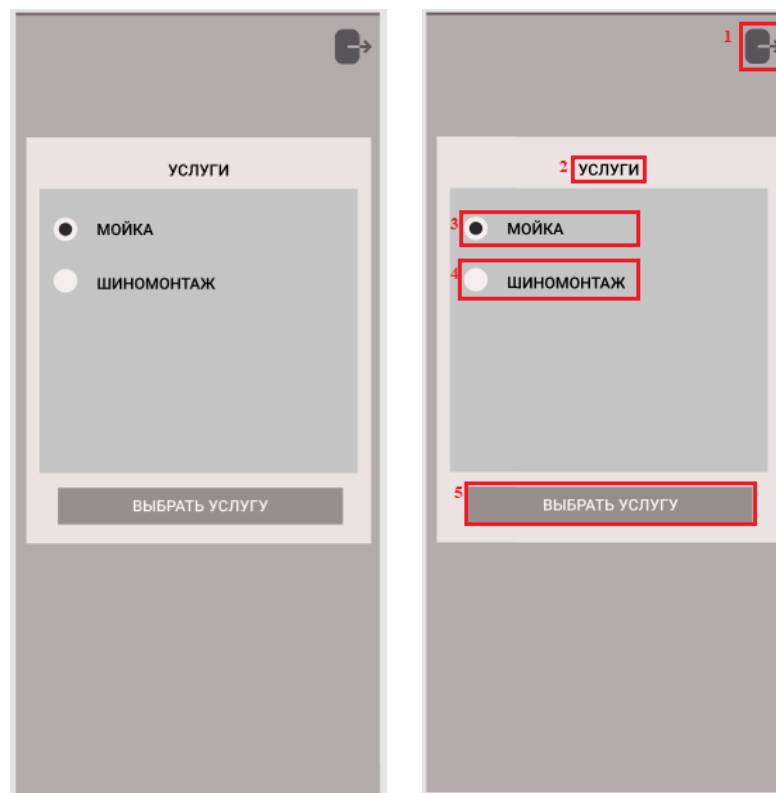 УСЛУГИ
МОЙКА
ШИНОМОНТАЖ
ВЫБРАТЬ УСЛУГУ
1
2 УСЛУГИ
3 МОЙКА
4 ШИНОМОНТАЖ
5 ВЫБРАТЬ УСЛУГУ